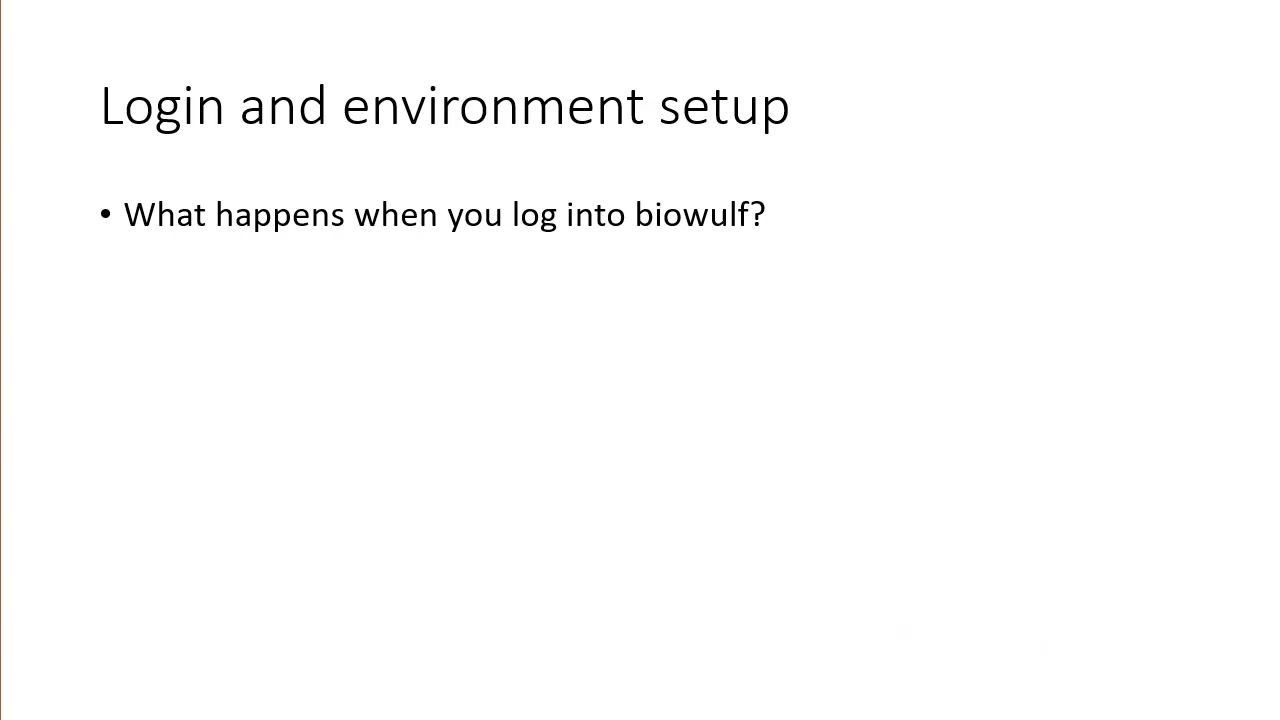 Login and environment setup
• What happens when you log into biowulf?